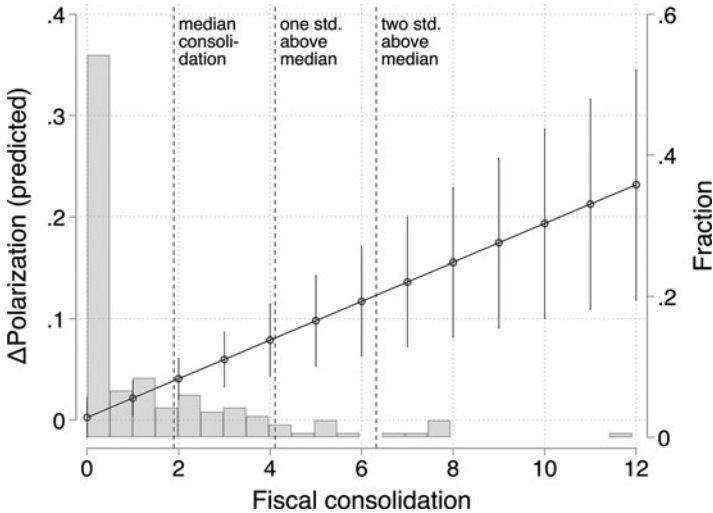 .4
.3
.2
.1
0
ΔPolarization (predicted)
median
consoli-
dation
one std.
above
median
two std.
above
median
.6
.4
.2
0
Fraction
0 2 4 6 8 10 12
Fiscal consolidation